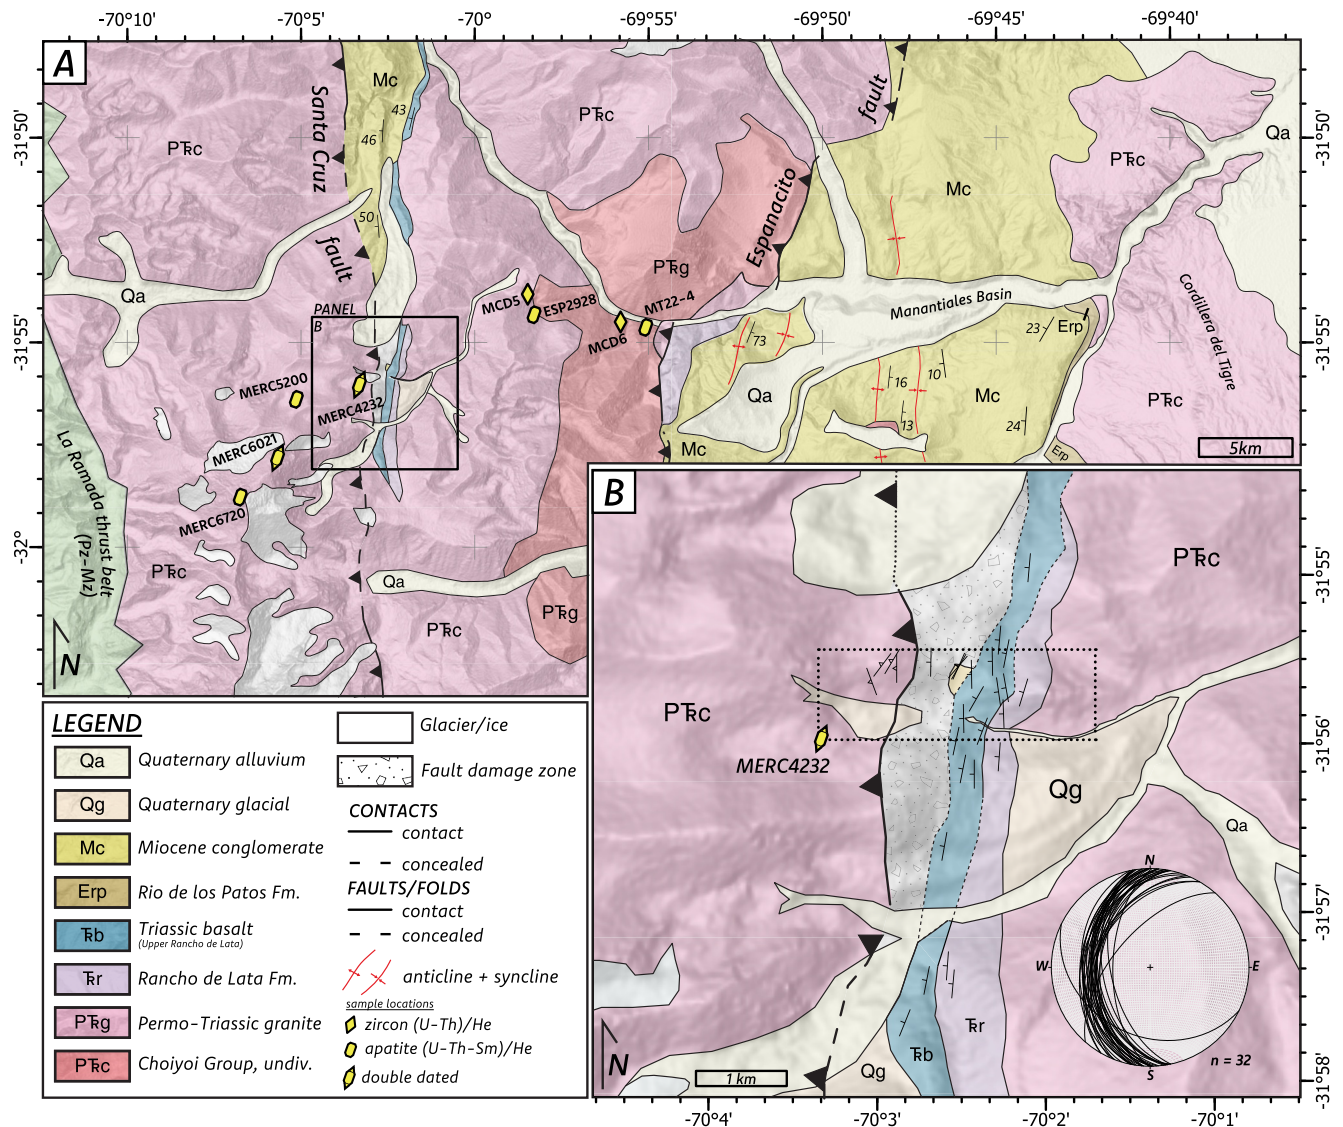 -70°10'
-70°5'
-70°
-69°55'
-69°50'
-69°45'
-69°40'
A
-31°50'
-31°55'
-32°
-31°50'
-31°55'
Mc
43
46
50
Santa Cruz
fault
PTRc
PTRc
fault
Espanacito
Mc
PTRc
Qa
Qa
PTRg
MCD5
ESP2928
MT22-4
MCD6
Manantiales Basin
Cordillera del Tigre
PANEL
B
MERC5200
MERC4232
MERC6021
MERC6720
73
Qa
16
10
13
Mc
23
Erp
24
Erp
PTRc
Mc
5km
La Ramada thrust belt
(Pz-Mz)
PTRc
Qa
PTRc
PTRg
N
B
PTRc
PTRc
MERC4232
Qg
Qa
TRr
TRb
Qg
N
1 km
N
W
E
S
n = 32
-31°55'
-31°56'
-31°57'
-31°58'
-70°4'
-70°3'
-70°2'
-70°1'
LEGEND
Qa Quaternary alluvium
Qg Quaternary glacial
Mc Miocene conglomerate
Erp Rio de los Patos Fm.
TRb Triassic basalt
(Upper Rancho de Lata)
TRr Rancho de Lata Fm.
PTRg Permo-Triassic granite
PTRc Choiyoi Group, undiv.
Glacier/ice
Fault damage zone
CONTACTS
contact
concealed
FAULTS/FOLDS
contact
concealed
anticline + syncline
sample locations
zircon (U-Th)/He
apatite (U-Th-Sm)/He
double dated